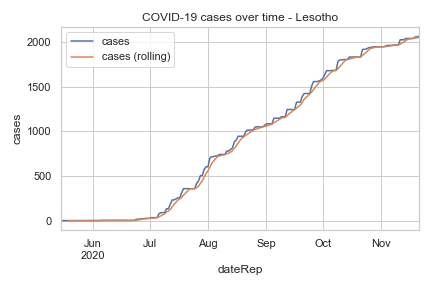 COVID-19 cases over time - Lesotho
cases
cases (rolling)
2000
1500
1000
500
0
cases
Jun
2020
Jul
Aug
Sep
Oct
Nov
dateRep